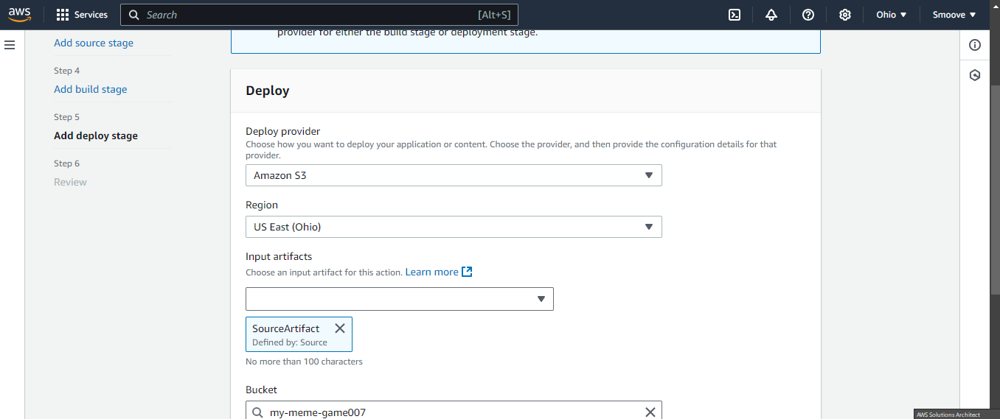 aws
Services
Search
[Alt+S]
Ohio
Smoove
provider for either the build stage or deployment stage.
Add source stage
Step 4
Add build stage
Step 5
Add deploy stage
Step 6
Review
Deploy
Deploy provider
Choose how you want to deploy your application or content. Choose the provider, and then provide the configuration details for that
provider.
Amazon S3
Region
US East (Ohio)
Input artifacts
Choose an input artifact for this action. Learn more
SourceArtifact
Defined by: Source
No more than 100 characters
Bucket
my-meme-game007
AWS Solutions Architect